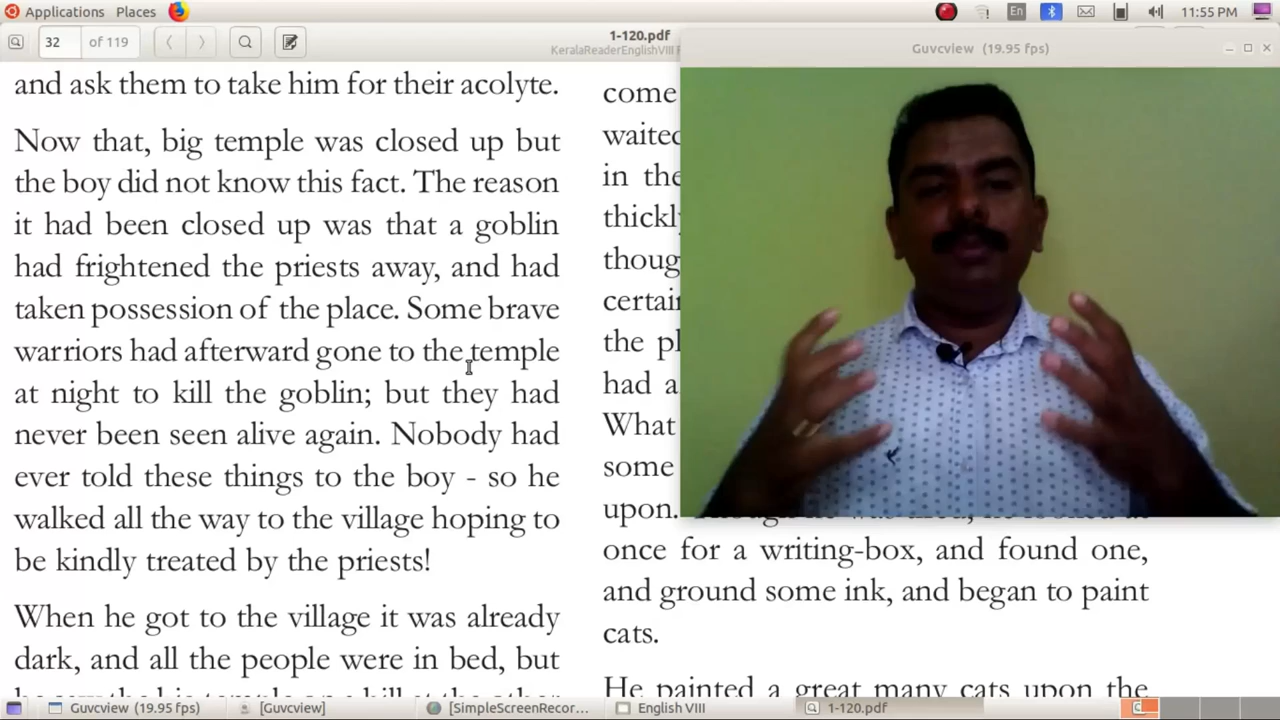 Applications Places
En
11:55 PM
32 of 119
1-120.pdf
KeralaReaderEnglishVIII
Guvcview (19.95 fps)
and ask them to take him for their acolyte.
Now that, big temple was closed up but
the boy did not know this fact. The reason
it had been closed up was that a goblin
had frightened the priests away, and had
taken possession of the place. Some brave
warriors had afterward gone to the temple
at night to kill the goblin; but they had
never been seen alive again. Nobody had
ever told these things to the boy - so he
walked all the way to the village hoping to
be kindly treated by the priests!
When he got to the village it was already
dark, and all the people were in bed, but
come
waited
in the
thickly
thoug
certain
the pl
had a
What
some
upon.
once for a writing-box, and found one,
and ground some ink, and began to paint
cats.
He painted a great many cats upon the
Guvcview (19.95 fps)
[Guvcview]
[SimpleScreenRecor...
English VIII
1-120.pdf